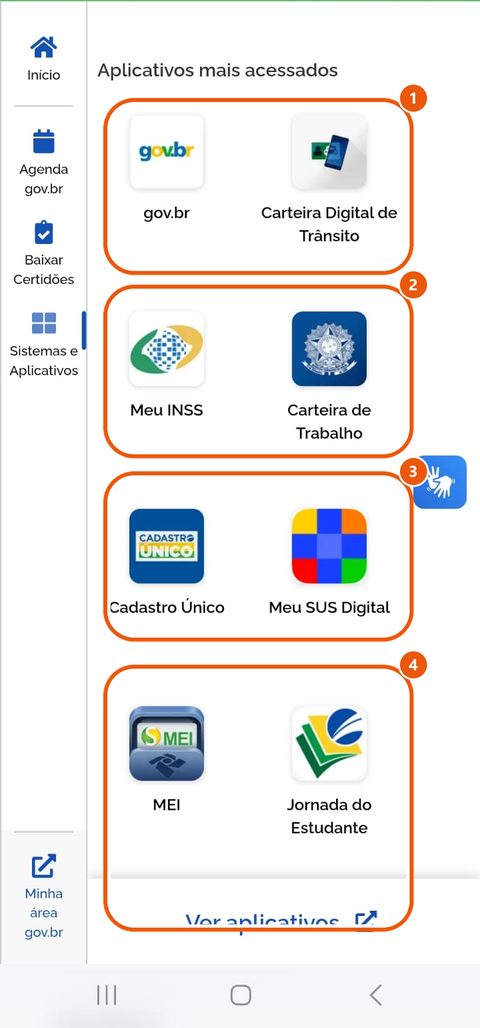 Início
Agenda
gov.br
Baixar
Certidões
Sistemas e
Aplicativos
Minha
área
gov.br
Aplicativos mais acessados
1
gov.br
gov.br
Carteira Digital de
Trânsito
2
Meu INSS
Carteira de
Trabalho
3
CADASTRO
ÚNICO
Cadastro Único
Meu SUS Digital
4
MEI
MEI
Jornada do
Estudante
Ver aplicativos